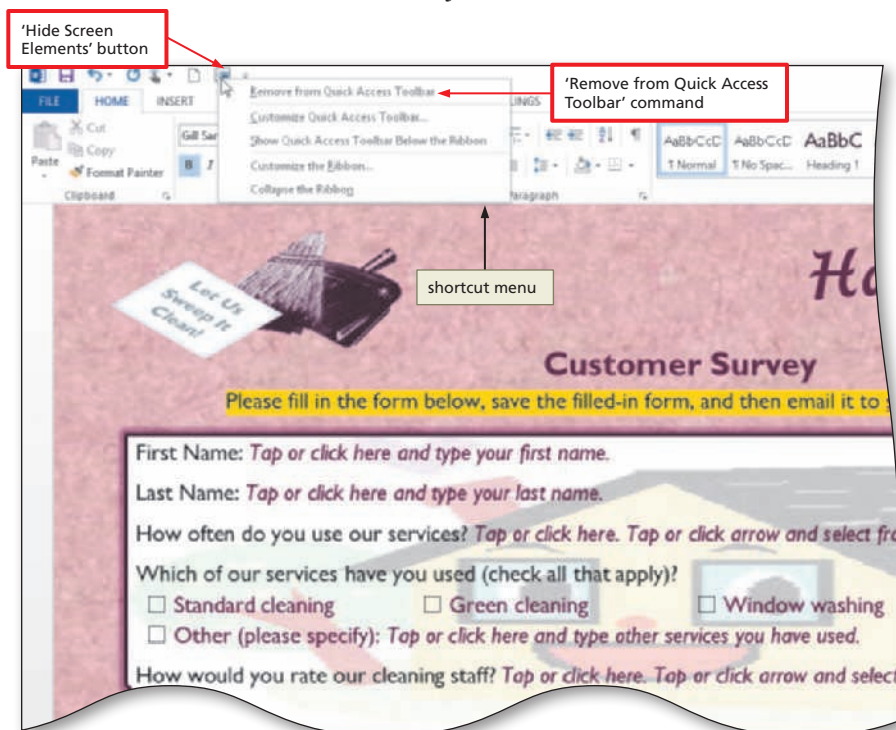 'Hide Screen
Elements' button
Remove from Quick Access Toolbar
'Remove from Quick Access
Toolbar' command
FILE HOME INSERT LINGS
Customize Quick Access Toolbar...
Show Quick Access Toolbar Below the Ribbon
Customize the Ribbon...
Collapse the Ribbon
Cut
Copy
Paste
Format Painter
Clipboard
Gill Sar
B I
Paragraph
AaBbCcD AaBbCcD AaBbC
¶ Normal ¶ No Spac... Heading 1
shortcut menu
Let Us
Sweep It
Clean!
Ha
Customer Survey
Please fill in the form below, save the filled-in form, and then email it to s
First Name: Tap or click here and type your first name.
Last Name: Tap or click here and type your last name.
How often do you use our services? Tap or click here. Tap or click arrow and select fro
Which of our services have you used (check all that apply)?
☐ Standard cleaning ☐ Green cleaning ☐ Window washing
☐ Other (please specify): Tap or click here and type other services you have used.
How would you rate our cleaning staff? Tap or click here. Tap or click arrow and select